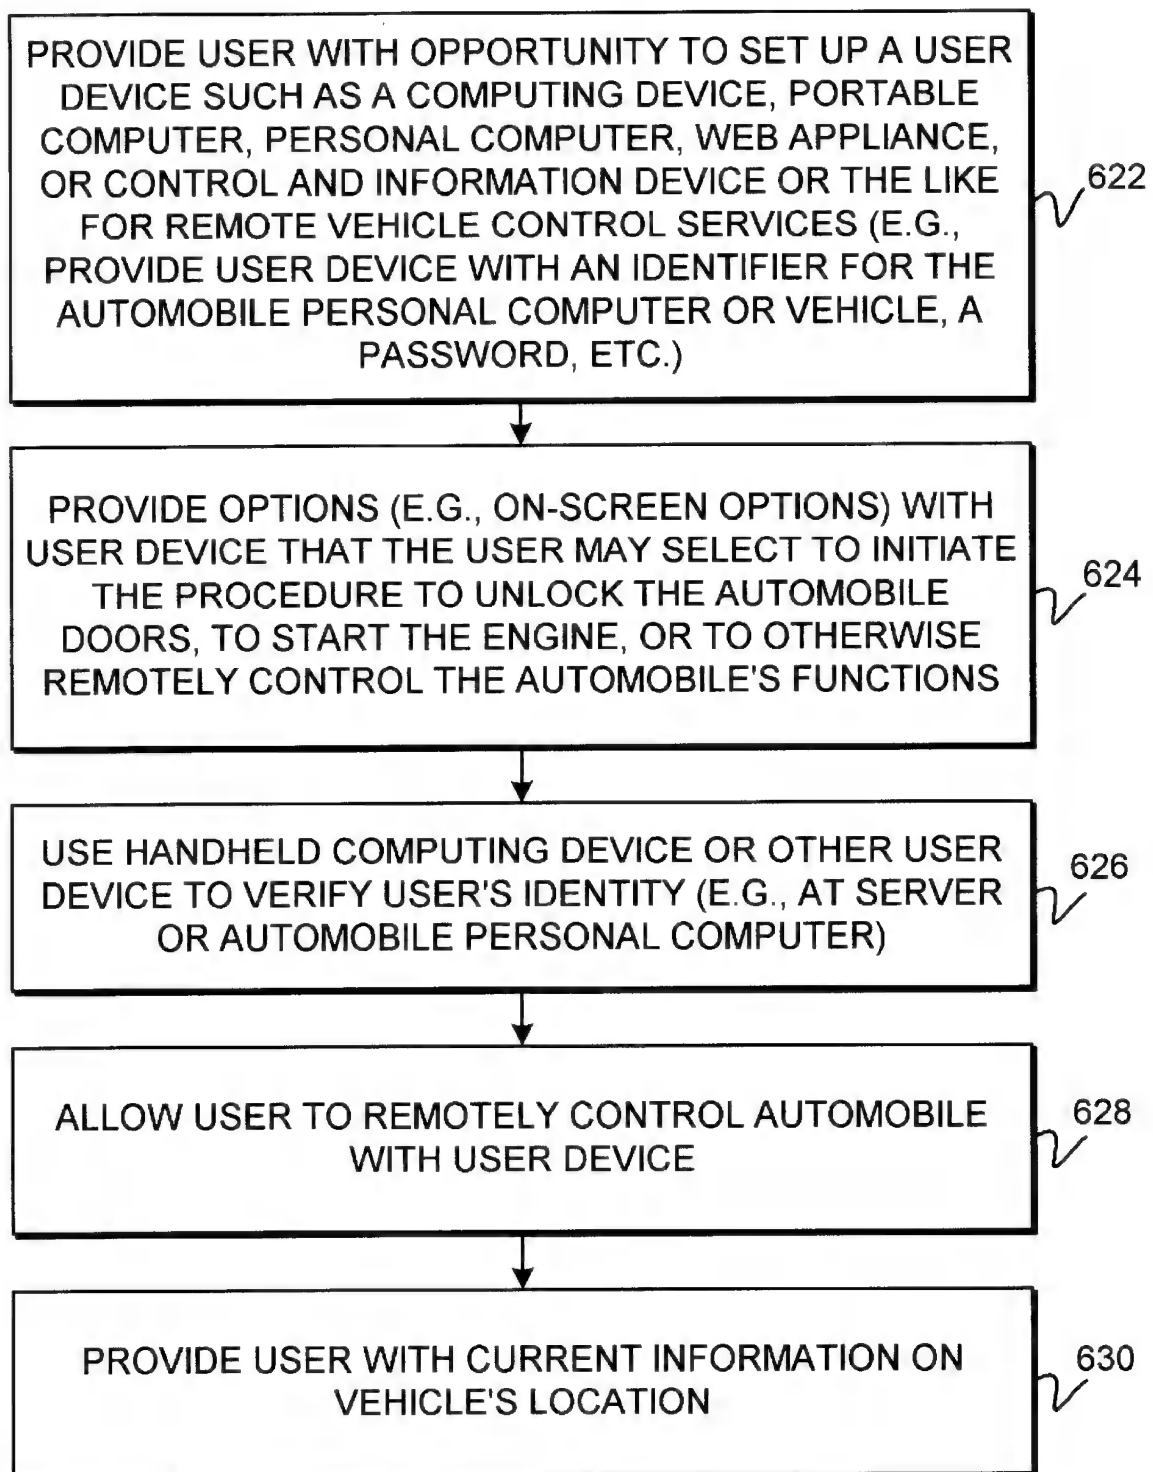 PROVIDE USER WITH OPPORTUNITY TO SET UP A USER
DEVICE SUCH AS A COMPUTING DEVICE, PORTABLE
COMPUTER, PERSONAL COMPUTER, WEB APPLIANCE,
OR CONTROL AND INFORMATION DEVICE OR THE LIKE
FOR REMOTE VEHICLE CONTROL SERVICES (E.G.,
PROVIDE USER DEVICE WITH AN IDENTIFIER FOR THE
AUTOMOBILE PERSONAL COMPUTER OR VEHICLE, A
PASSWORD, ETC.)
622
PROVIDE OPTIONS (E.G., ON-SCREEN OPTIONS) WITH
USER DEVICE THAT THE USER MAY SELECT TO INITIATE
THE PROCEDURE TO UNLOCK THE AUTOMOBILE
DOORS, TO START THE ENGINE, OR TO OTHERWISE
REMOTELY CONTROL THE AUTOMOBILE'S FUNCTIONS
624
USE HANDHELD COMPUTING DEVICE OR OTHER USER
DEVICE TO VERIFY USER'S IDENTITY (E.G., AT SERVER
OR AUTOMOBILE PERSONAL COMPUTER)
626
ALLOW USER TO REMOTELY CONTROL AUTOMOBILE
WITH USER DEVICE
628
PROVIDE USER WITH CURRENT INFORMATION ON
VEHICLE'S LOCATION
630